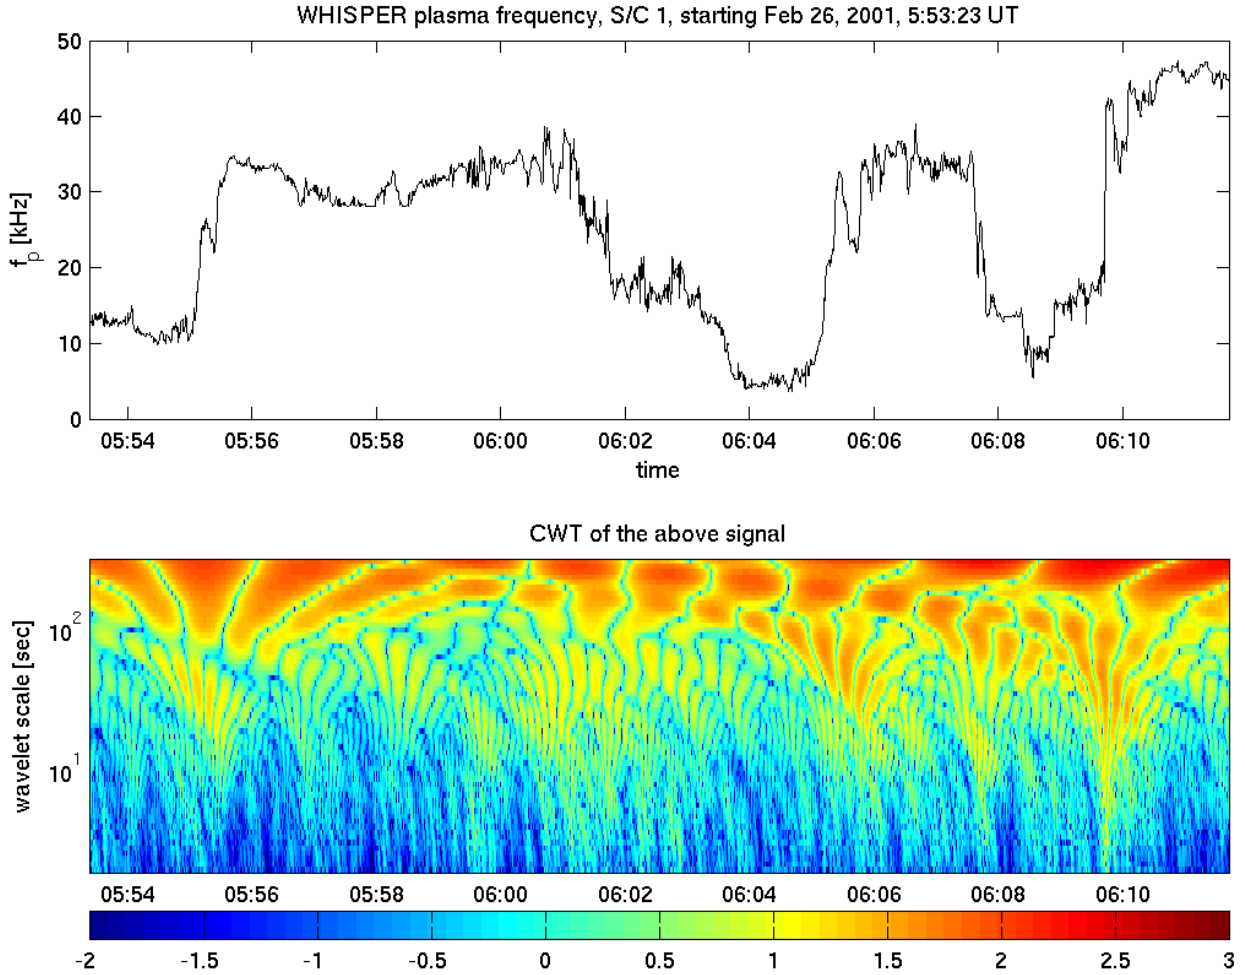 WHISPER plasma frequency, S/C 1, starting Feb 26, 2001, 5:53:23 UT
50
40
30
20
10
0
f_p [kHz]
05:54 05:56 05:58 06:00 06:02 06:04 06:06 06:08 06:10
time
CWT of the above signal
10^2
10^1
wavelet scale [sec]
05:54 05:56 05:58 06:00 06:02 06:04 06:06 06:08 06:10
-2 -1.5 -1 -0.5 0 0.5 1 1.5 2 2.5 3